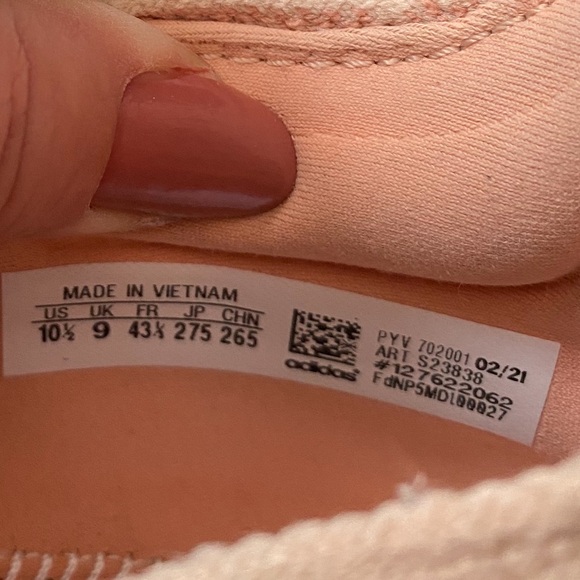 MADE IN VIETNAM
US UK FR JP CHN
10½ 9 43⅓ 275 265
adidas
PYV 702001 02/21
ART S23838
#127622062
FdNP5MDl00027